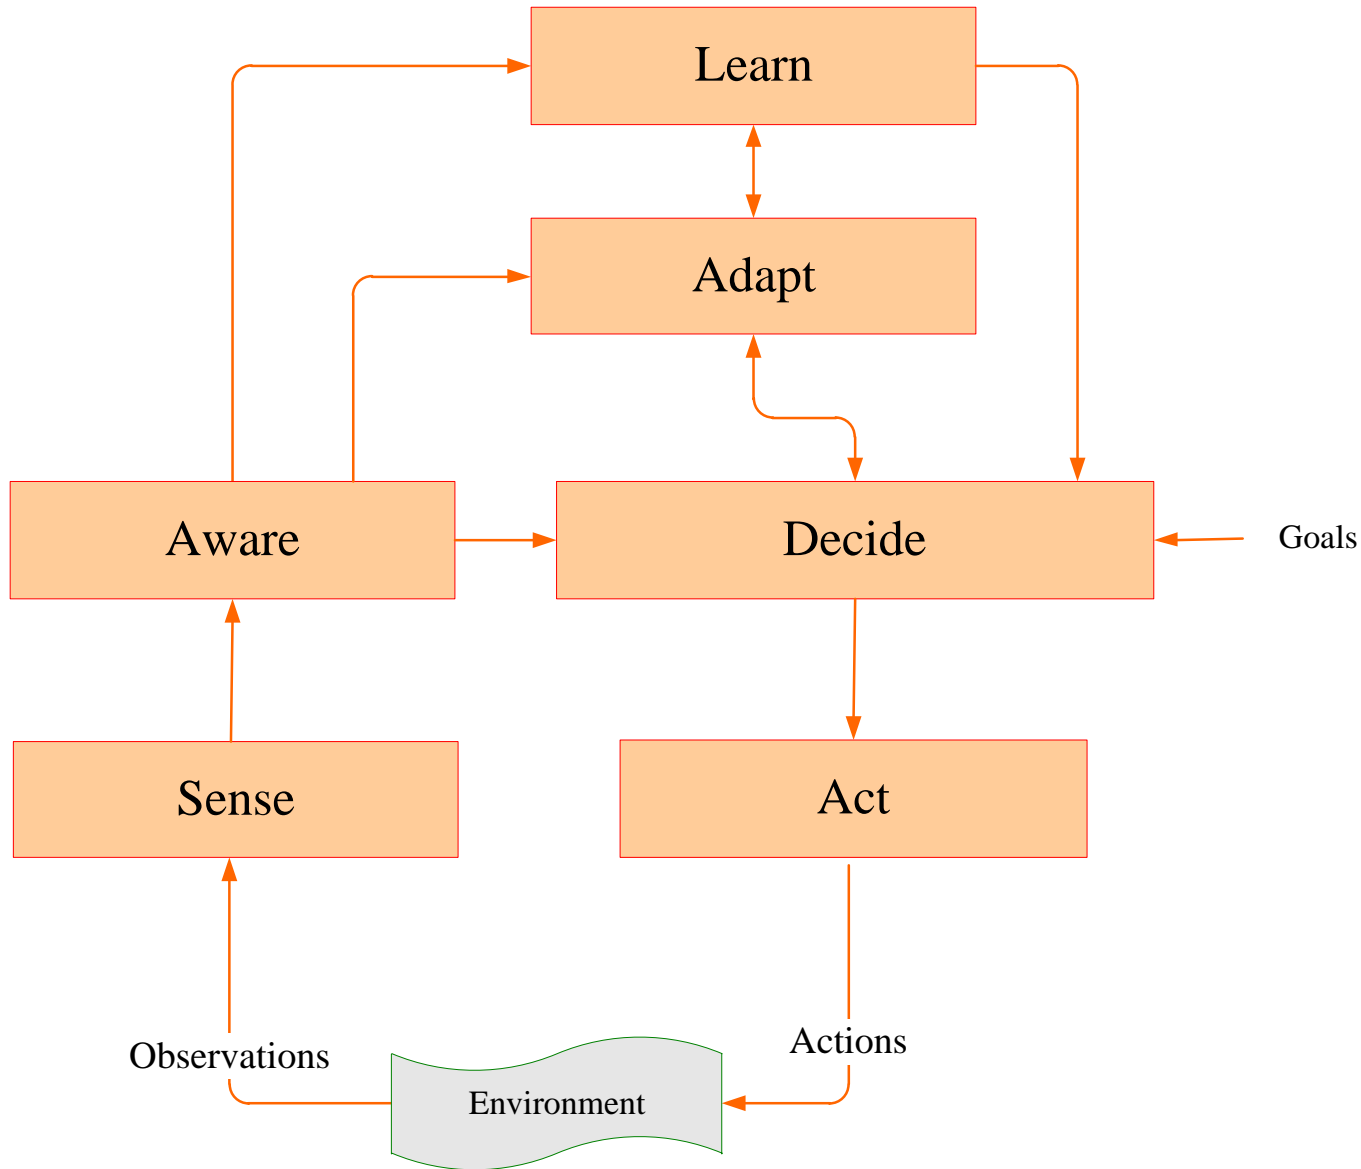 Learn
Adapt
Aware
Decide
Goals
Sense
Act
Observations
Actions
Environment